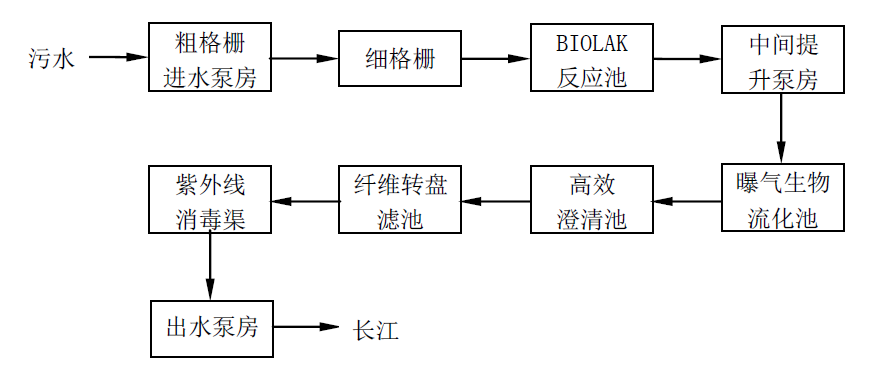 污水
粗格栅
进水泵房
细格栅
BIOLAK
反应池
中间提
升泵房
曝气生物
流化池
高效
澄清池
纤维转盘
滤池
紫外线
消毒渠
出水泵房
长江